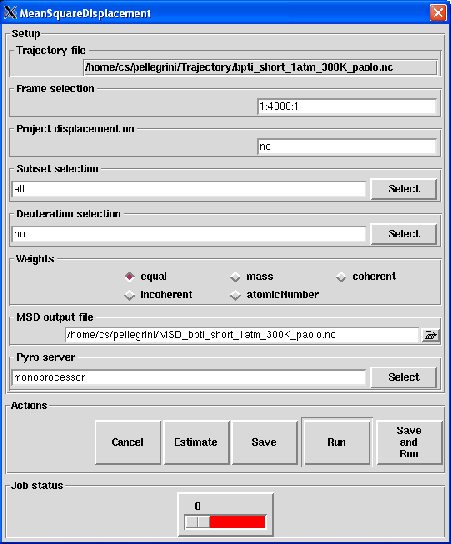 MeanSquareDisplacement
Setup
Trajectory file
/home/cs/pellegrini/Trajectory/bpti_short_1atm_300K_paolo.nc
Frame selection
1:4000:1
Project displacement on
no
Subset selection
all
Select
Deuteration selection
no
Select
Weights
equal mass coherent
incoherent atomicNumber
MSD output file
/home/cs/pellegrini/MSD_bpti_short_1atm_300K_paolo.nc
Pyro server
monoprocessor
Select
Actions
Cancel Estimate Save Run Save and Run
Job status
0